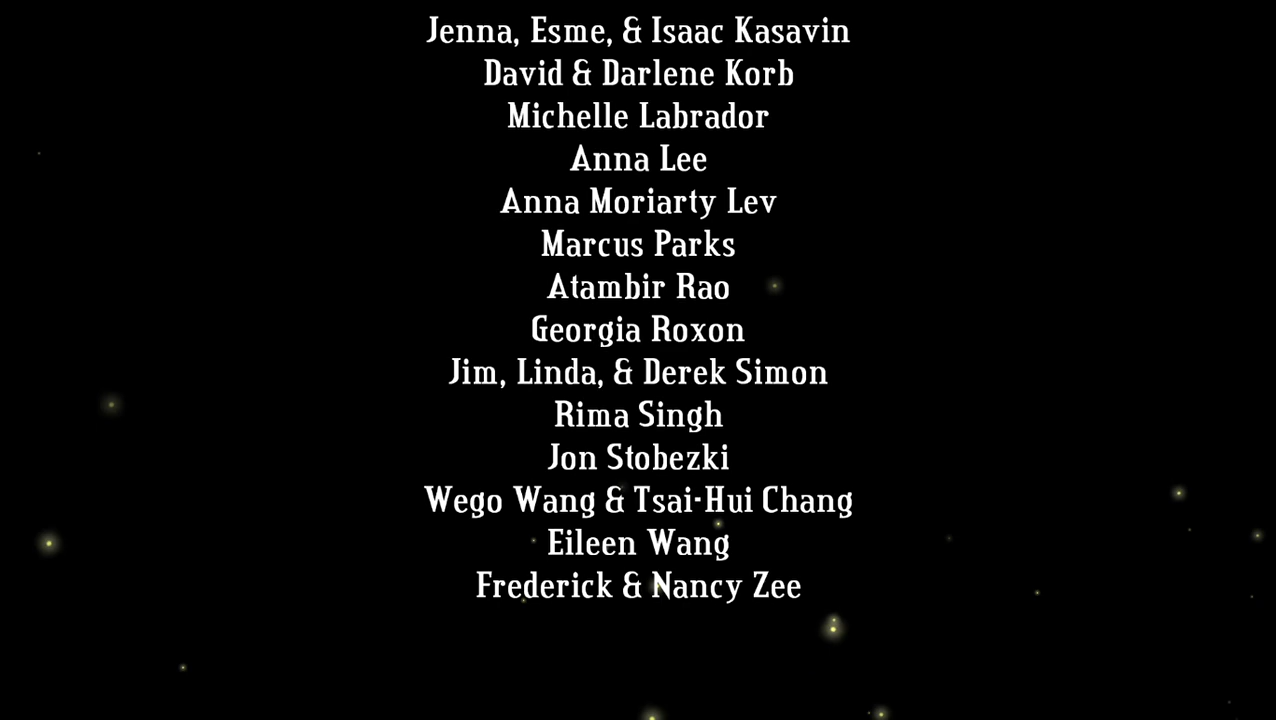 Jenna, Esme, & Isaac Kasavin
David & Darlene Korb
Michelle Labrador
Anna Lee
Anna Moriarty Lev
Marcus Parks
Atambir Rao
Georgia Roxon
Jim, Linda, & Derek Simon
Rima Singh
Jon Stobezki
Wego Wang & Tsai-Hui Chang
Eileen Wang
Frederick & Nancy Zee